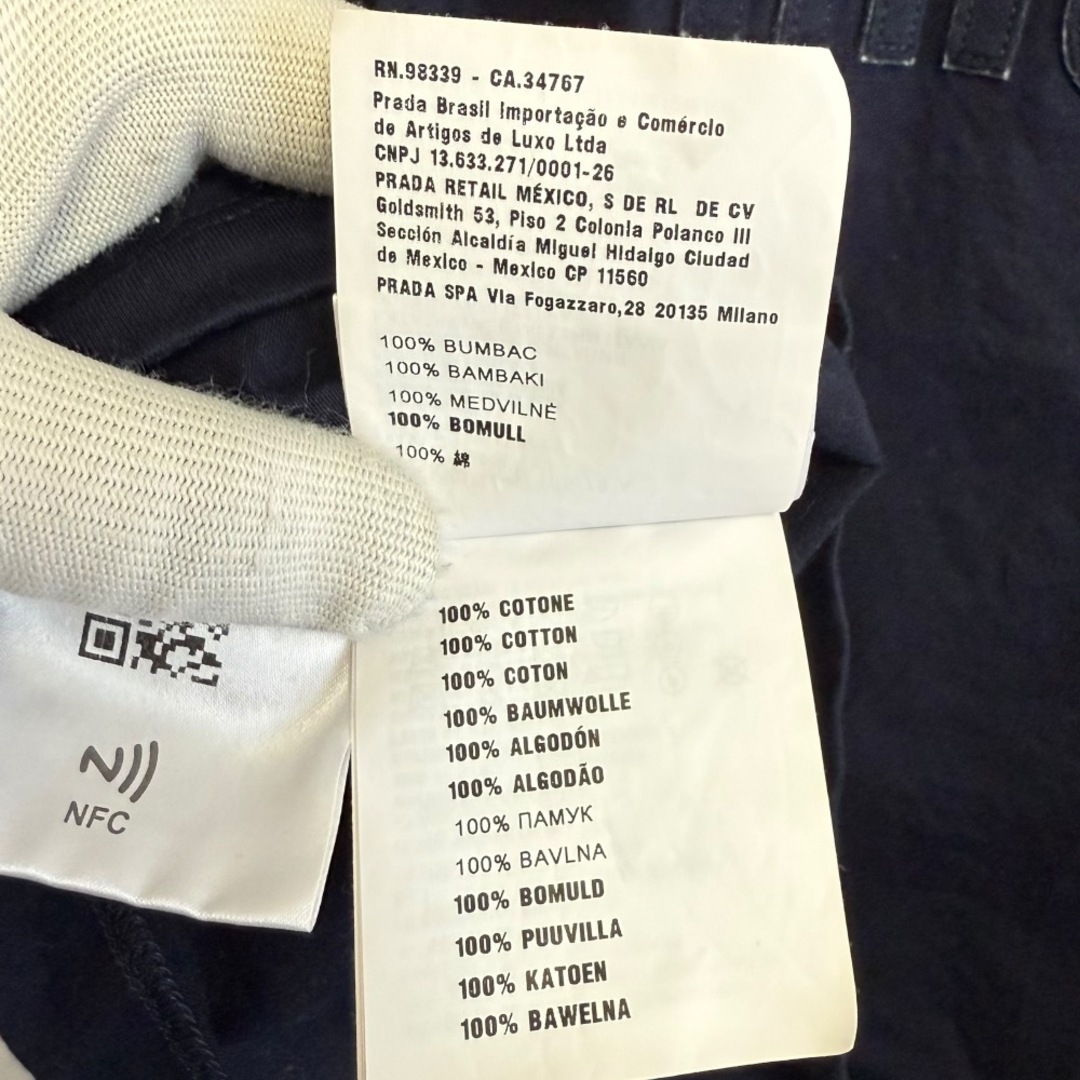 RN.98339 - CA.34767
Prada Brasil Importação e Comércio
de Artigos de Luxo Ltda
CNPJ 13.633.271/0001-26
PRADA RETAIL MÉXICO, S DE RL DE CV
Goldsmith 53, Piso 2 Colonia Polanco III
Sección Alcaldía Miguel Hidalgo Ciudad
de Mexico - Mexico CP 11560
PRADA SPA Via Fogazzaro,28 20135 Milano
100% BUMBAC
100% BAMBAKI
100% MEDVILNĖ
100% BOMULL
100% 綿
100% COTONE
100% COTTON
100% COTON
100% BAUMWOLLE
100% ALGODÓN
100% ALGODÃO
100% ПАМУК
100% BAVLNA
100% BOMULD
100% PUUVILLA
100% KATOEN
100% BAWELNA
NFC